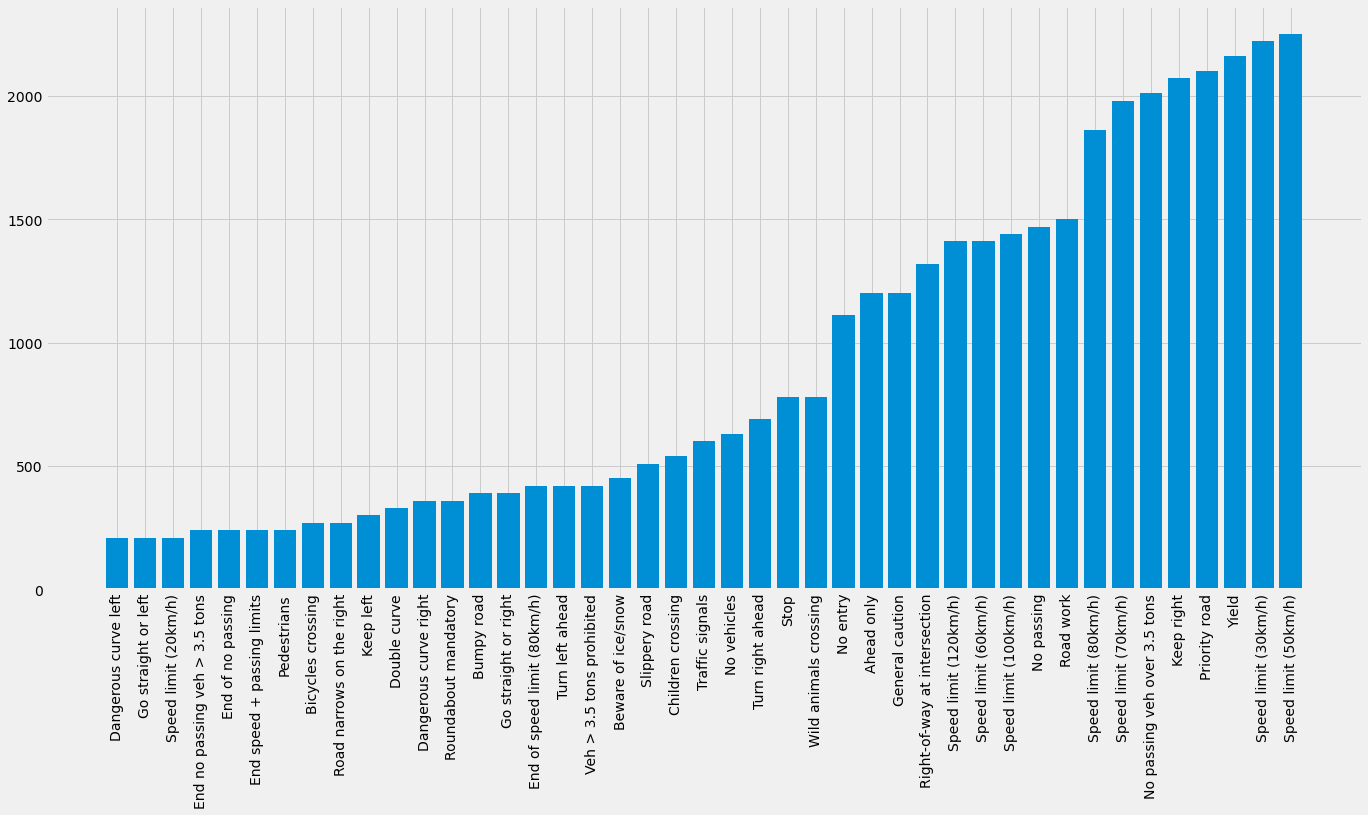 2000
1500
1000
500
0
Dangerous curve left
Go straight or left
Speed limit (20km/h)
End no passing veh > 3.5 tons
End of no passing
End speed + passing limits
Pedestrians
Bicycles crossing
Road narrows on the right
Keep left
Double curve
Dangerous curve right
Roundabout mandatory
Bumpy road
Go straight or right
End of speed limit (80km/h)
Turn left ahead
Veh > 3.5 tons prohibited
Beware of ice/snow
Slippery road
Children crossing
Traffic signals
No vehicles
Turn right ahead
Stop
Wild animals crossing
No entry
Ahead only
General caution
Right-of-way at intersection
Speed limit (120km/h)
Speed limit (60km/h)
Speed limit (100km/h)
No passing
Road work
Speed limit (80km/h)
Speed limit (70km/h)
No passing veh over 3.5 tons
Keep right
Priority road
Yield
Speed limit (30km/h)
Speed limit (50km/h)